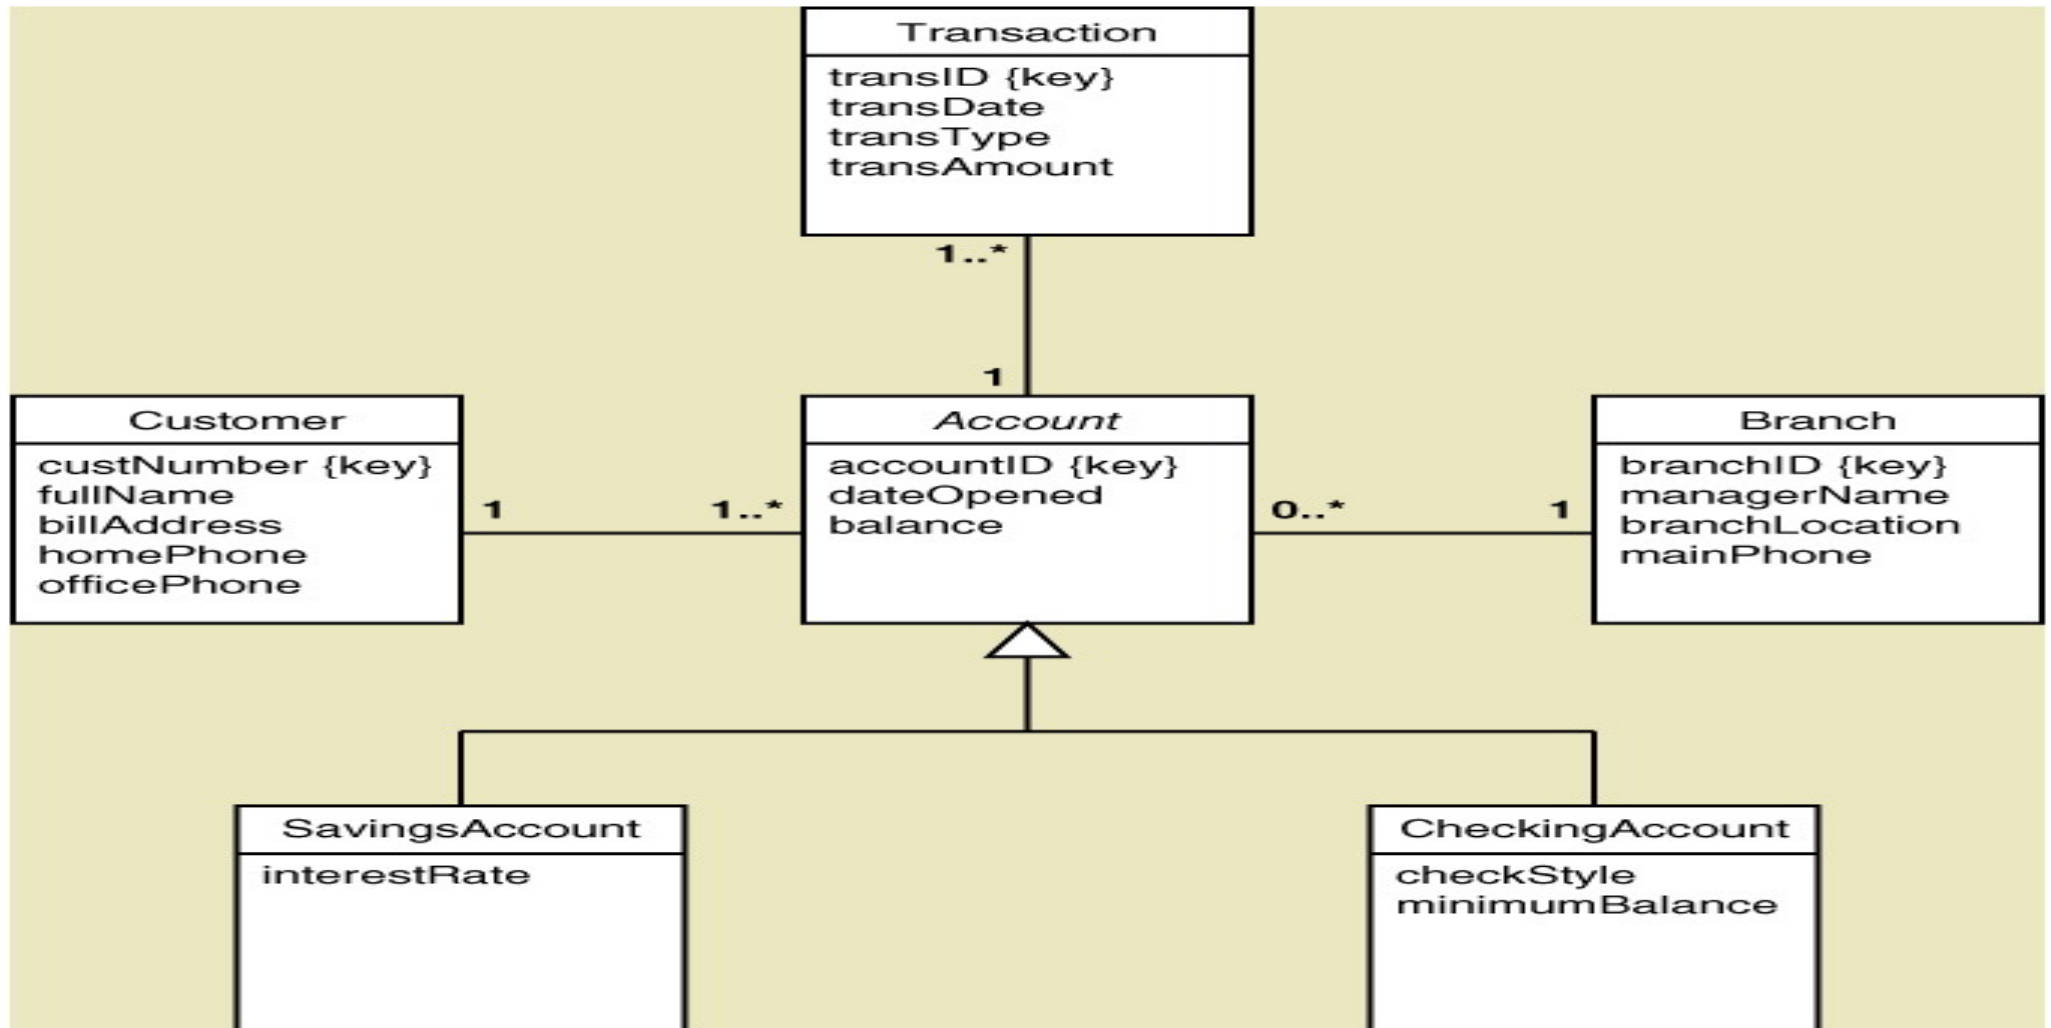 Transaction
transID {key}
transDate
transType
transAmount
1..*
1
Customer
custNumber {key}
fullName
billAddress
homePhone
officePhone
1
1..*
Account
accountID {key}
dateOpened
balance
0..*
1
Branch
branchID {key}
managerName
branchLocation
mainPhone
SavingsAccount
interestRate
CheckingAccount
checkStyle
minimumBalance